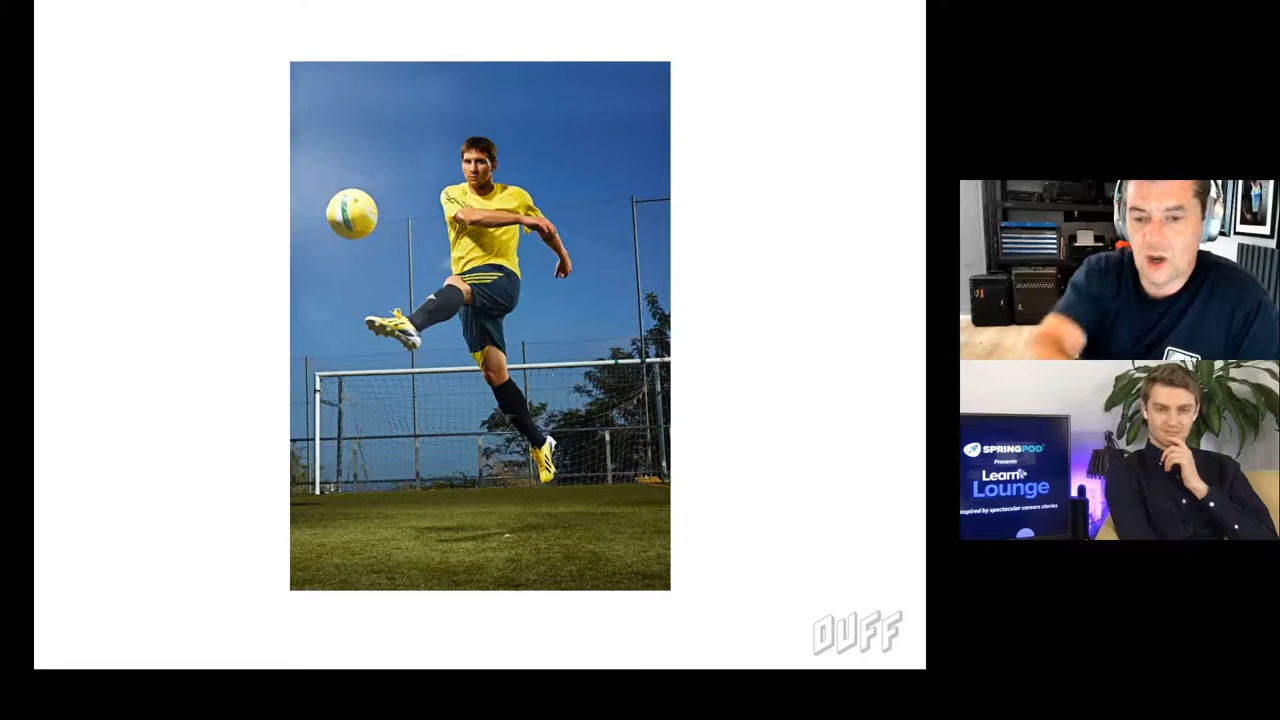 DUFF
SPRINGPOD
Presents
Learn
Lounge
inspired by spectacular careers stories